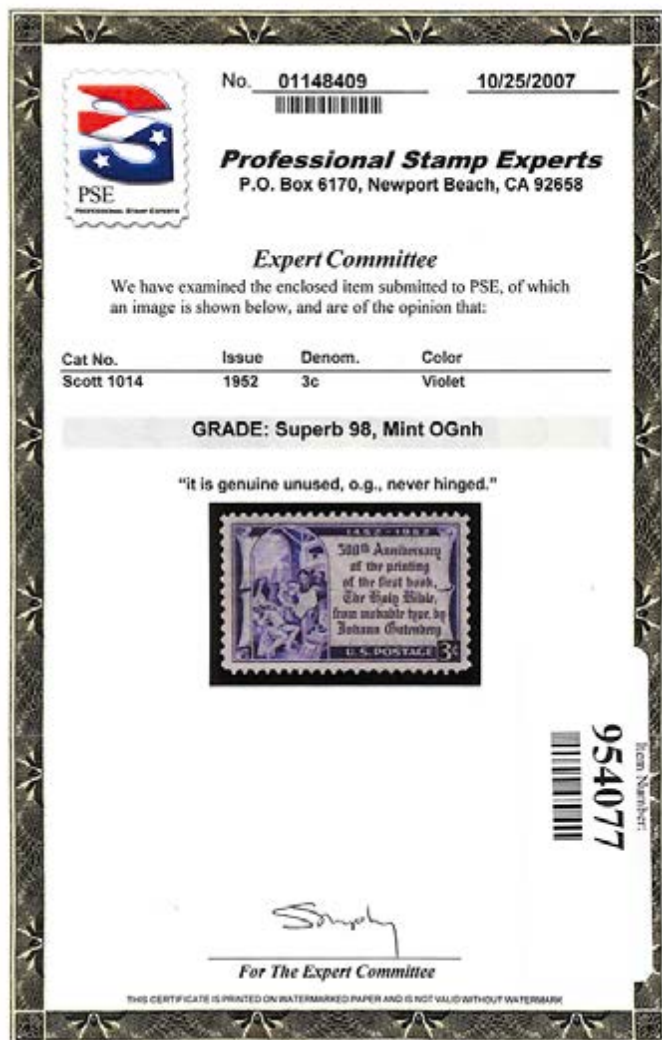 No. 01148409 10/25/2007
PSE
PROFESSIONAL STAMP EXPERTS
Professional Stamp Experts
P.O. Box 6170, Newport Beach, CA 92658
Expert Committee
We have examined the enclosed item submitted to PSE, of which
an image is shown below, and are of the opinion that:
Cat No. Issue Denom. Color
Scott 1014 1952 3c Violet
GRADE: Superb 98, Mint OGnh
"it is genuine unused, o.g., never hinged."
1452-1952
500th Anniversary
of the printing
of the first book,
The Holy Bible,
from movable type, by
Johann Gutenberg
U.S. POSTAGE 3¢
Item Number:
954077
For The Expert Committee
THIS CERTIFICATE IS PRINTED ON WATERMARKED PAPER AND IS NOT VALID WITHOUT WATERMARK